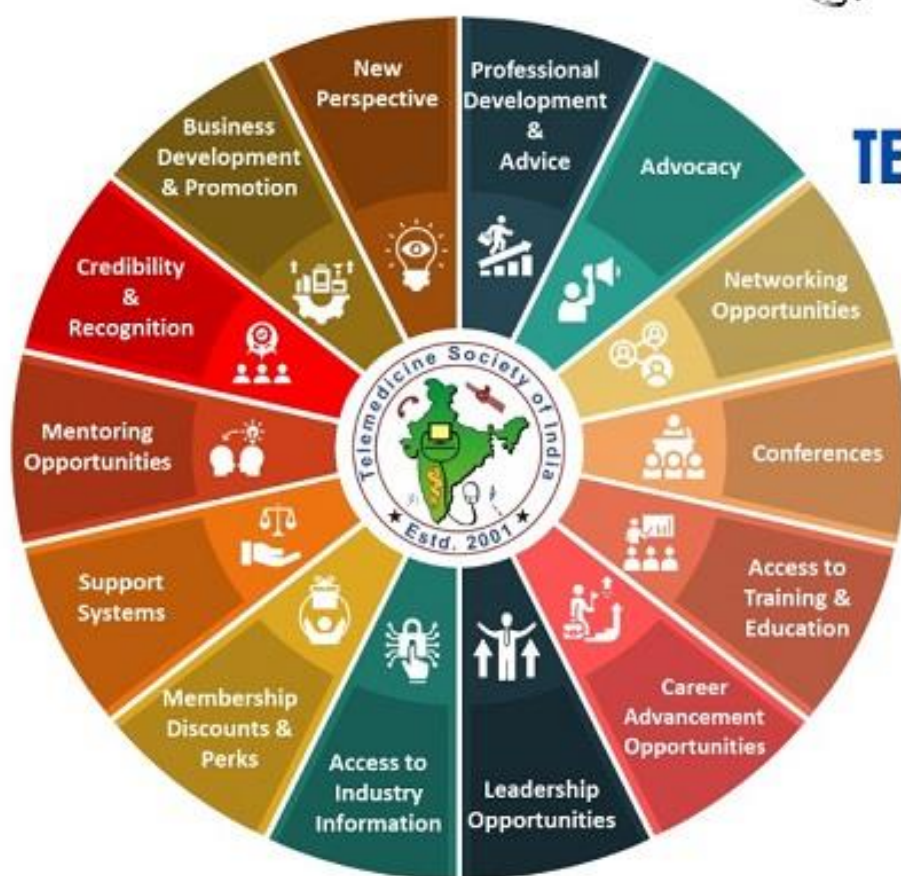 New
Perspective
Professional
Development
&
Advice
Advocacy
TE
Networking
Opportunities
Conferences
Access to
Training &
Education
Career
Advancement
Opportunities
Leadership
Opportunities
Access to
Industry
Information
Membership
Discounts &
Perks
Support
Systems
Mentoring
Opportunities
Credibility
&
Recognition
Business
Development
& Promotion
Telemedicine Society of India
Estd. 2001